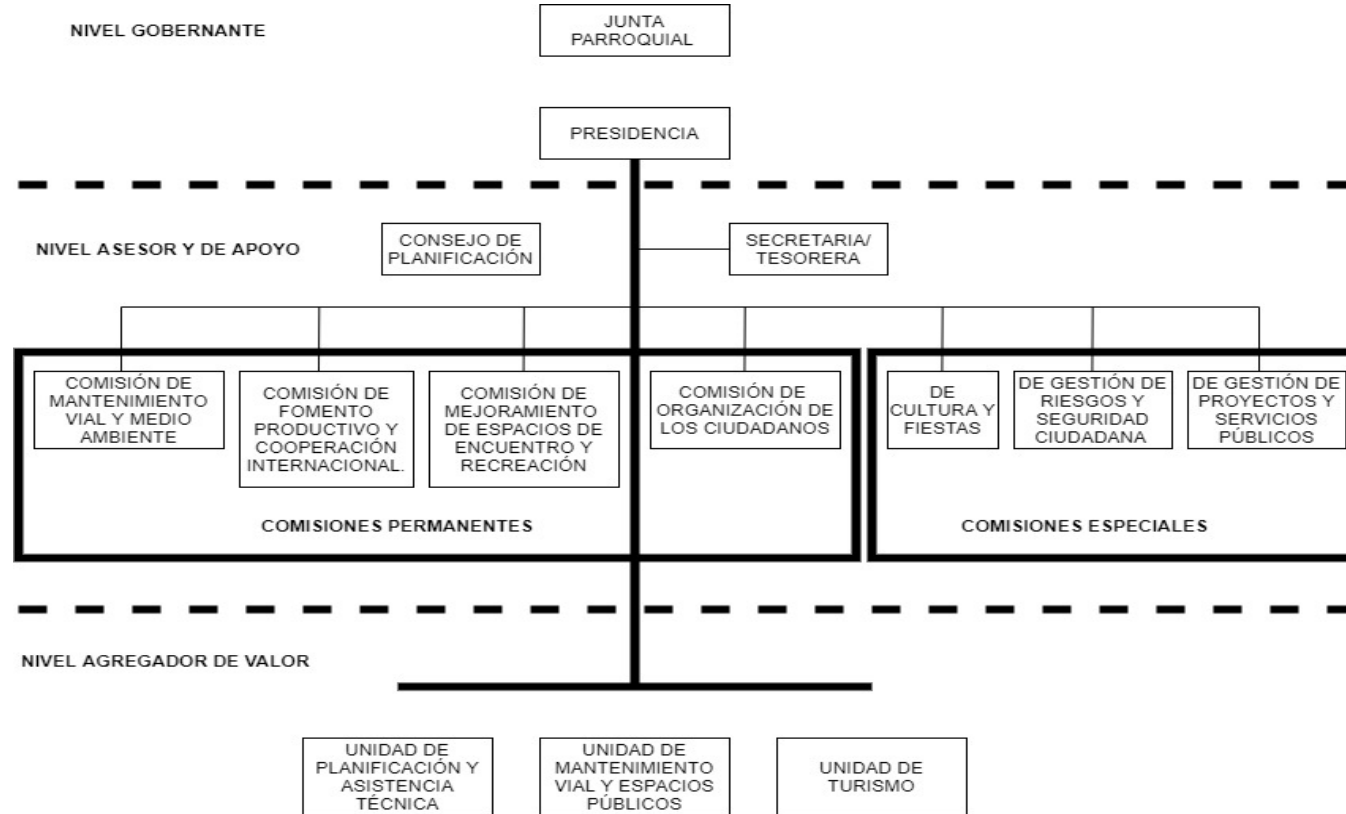 NIVEL GOBERNANTE
JUNTA
PARROQUIAL
PRESIDENCIA
NIVEL ASESOR Y DE APOYO
CONSEJO DE
PLANIFICACIÓN
SECRETARIA/
TESORERA
COMISIÓN DE
MANTENIMIENTO
VIAL Y MEDIO
AMBIENTE
COMISIÓN DE
FOMENTO
PRODUCTIVO Y
COOPERACIÓN
INTERNACIONAL.
COMISIÓN DE
MEJORAMIENTO
DE ESPACIOS DE
ENCUENTRO Y
RECREACIÓN
COMISIÓN DE
ORGANIZACIÓN DE
LOS CIUDADANOS
DE
CULTURA Y
FIESTAS
DE GESTIÓN DE
RIESGOS Y
SEGURIDAD
CIUDADANA
DE GESTIÓN DE
PROYECTOS Y
SERVICIOS
PÚBLICOS
COMISIONES PERMANENTES
COMISIONES ESPECIALES
NIVEL AGREGADOR DE VALOR
UNIDAD DE
PLANIFICACIÓN Y
ASISTENCIA
TÉCNICA
UNIDAD DE
MANTENIMIENTO
VIAL Y ESPACIOS
PÚBLICOS
UNIDAD DE
TURISMO